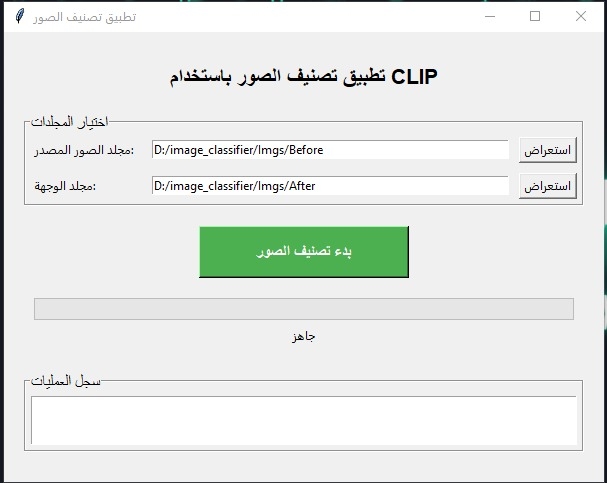 تطبيق تصنيف الصور
تطبيق تصنيف الصور باستخدام CLIP
اختيار المجلدات
مجلد الصور المصدر: D:/image_classifier/Imgs/Before استعراض
مجلد الوجهة: D:/image_classifier/Imgs/After استعراض
بدء تصنيف الصور
جاهز
سجل العمليات